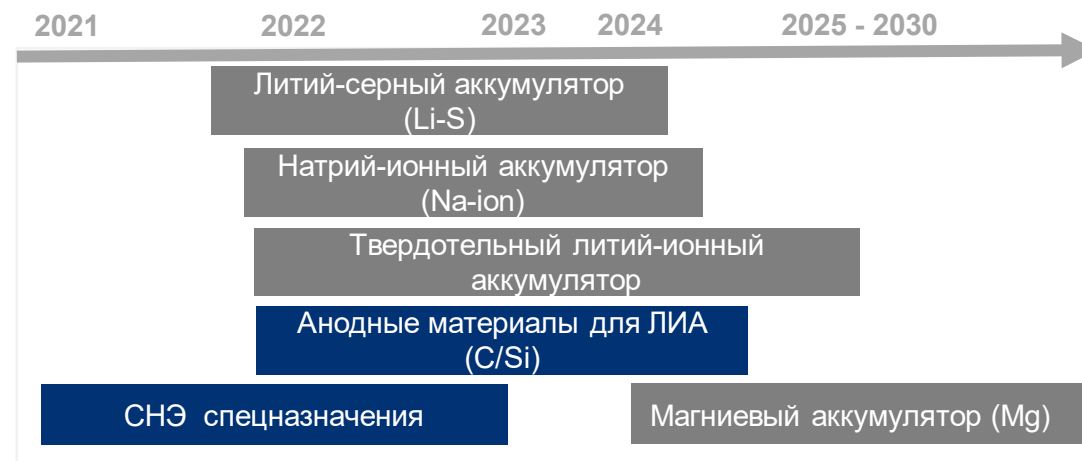 2021 2022 2023 2024 2025 - 2030
Литий-серный аккумулятор
(Li-S)
Натрий-ионный аккумулятор
(Na-ion)
Твердотельный литий-ионный
аккумулятор
Анодные материалы для ЛИА
(C/Si)
СНЭ спецназначения
Магниевый аккумулятор (Mg)